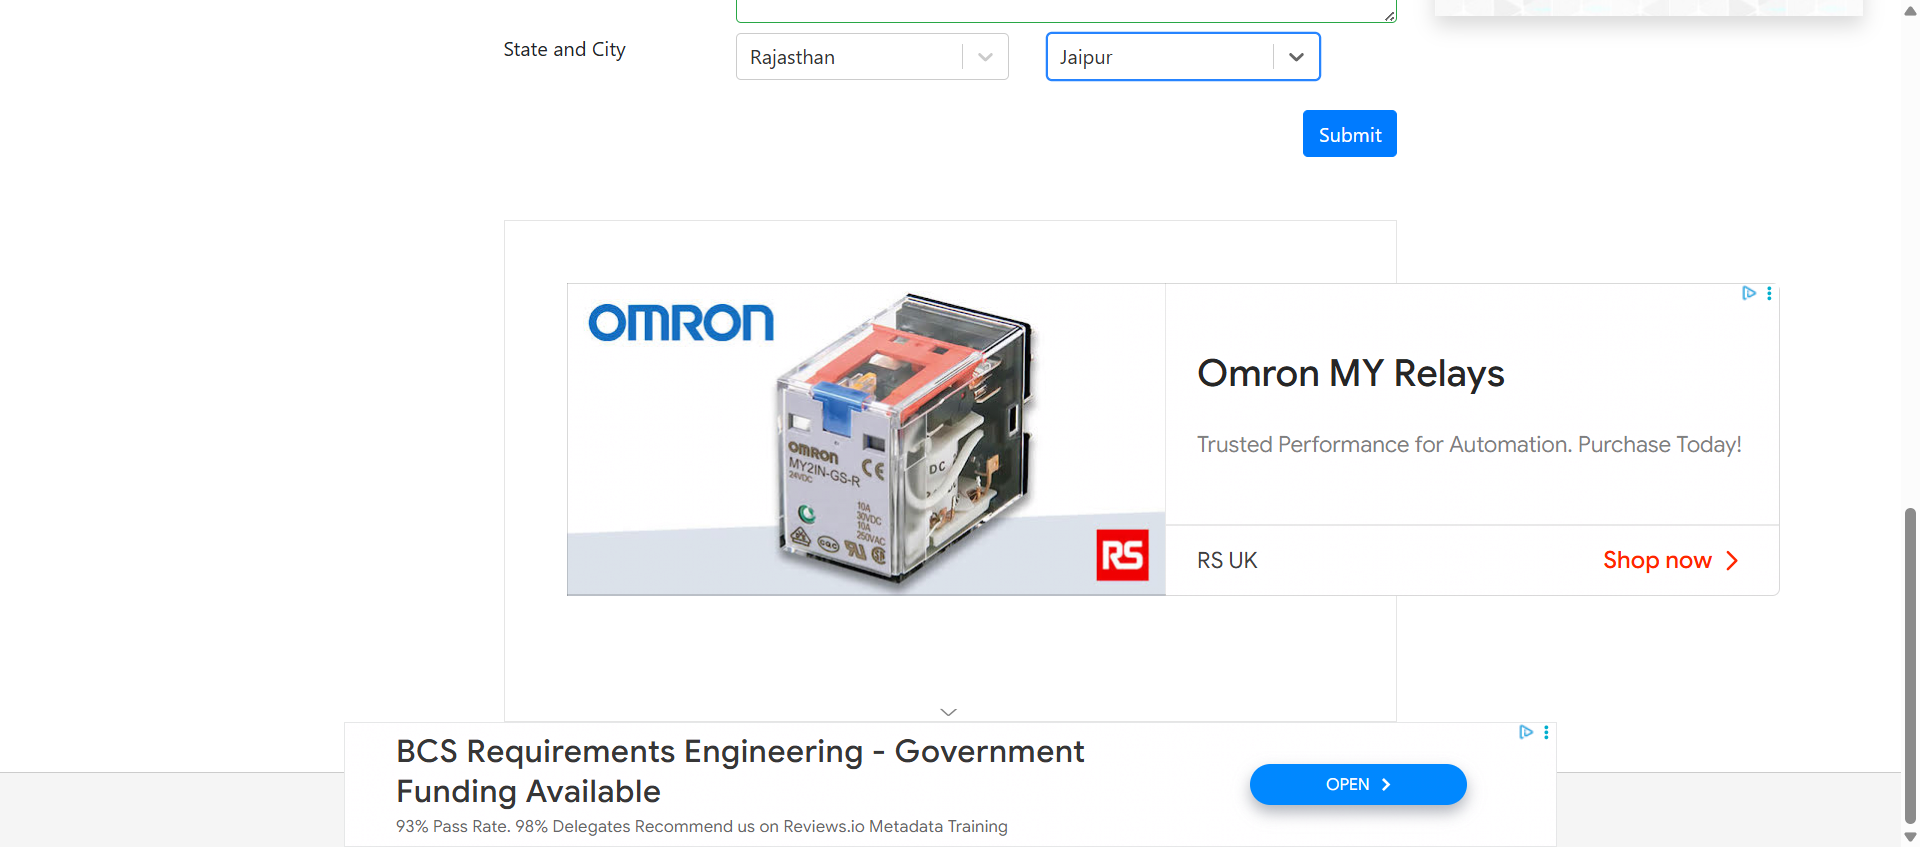 State and City
Rajasthan
Jaipur
Submit
OMRON
OMRON
MY2IN-GS-R
24VDC
10A
30VDC
10A
250VAC
CE
DC
CQC
RS
Omron MY Relays
Trusted Performance for Automation. Purchase Today!
RS UK
Shop now
BCS Requirements Engineering - Government
Funding Available
93% Pass Rate. 98% Delegates Recommend us on Reviews.io Metadata Training
OPEN